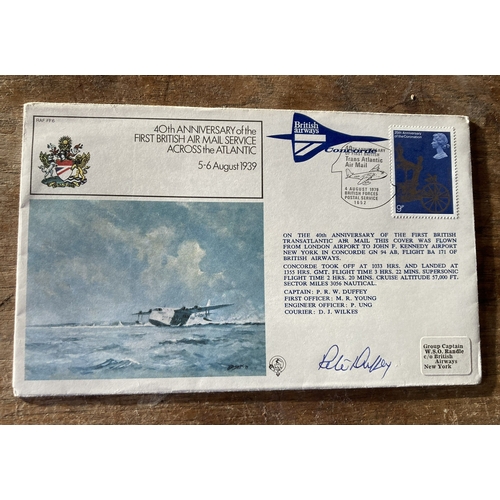 RAF FF6
40th ANNIVERSARY of the
FIRST BRITISH AIR MAIL SERVICE
ACROSS the ATLANTIC
5-6 August 1939
British
airways
Concorde
Trans Atlantic
Air Mail
BRITISH FORCES
POSTAL SERVICE
25th Anniversary
of the Coronation
9p
ON THE 40th ANNIVERSARY OF THE FIRST BRITISH
TRANSATLANTIC AIR MAIL THIS COVER WAS FLOWN
FROM LONDON AIRPORT TO JOHN F. KENNEDY AIRPORT
NEW YORK IN CONCORDE GN 94 AB. FLIGHT BA 171 OF
BRITISH AIRWAYS.
CONCORDE TOOK OFF AT 1033 HRS. AND LANDED AT
1355 HRS. GMT. FLIGHT TIME 3 HRS. 22 MINS. SUPERSONIC
FLIGHT TIME 2 HRS. 20 MINS. CRUISE ALTITUDE 57,000 FT.
SECTOR MILES 3056 NAUTICAL.
CAPTAIN: P. R. W. DUFFEY
FIRST OFFICER: M. R. YOUNG
ENGINEER OFFICER: P. UNG
COURIER: D. J. WILKES
Group Captain
W.S.O. Randle
c/o British
Airways
New York